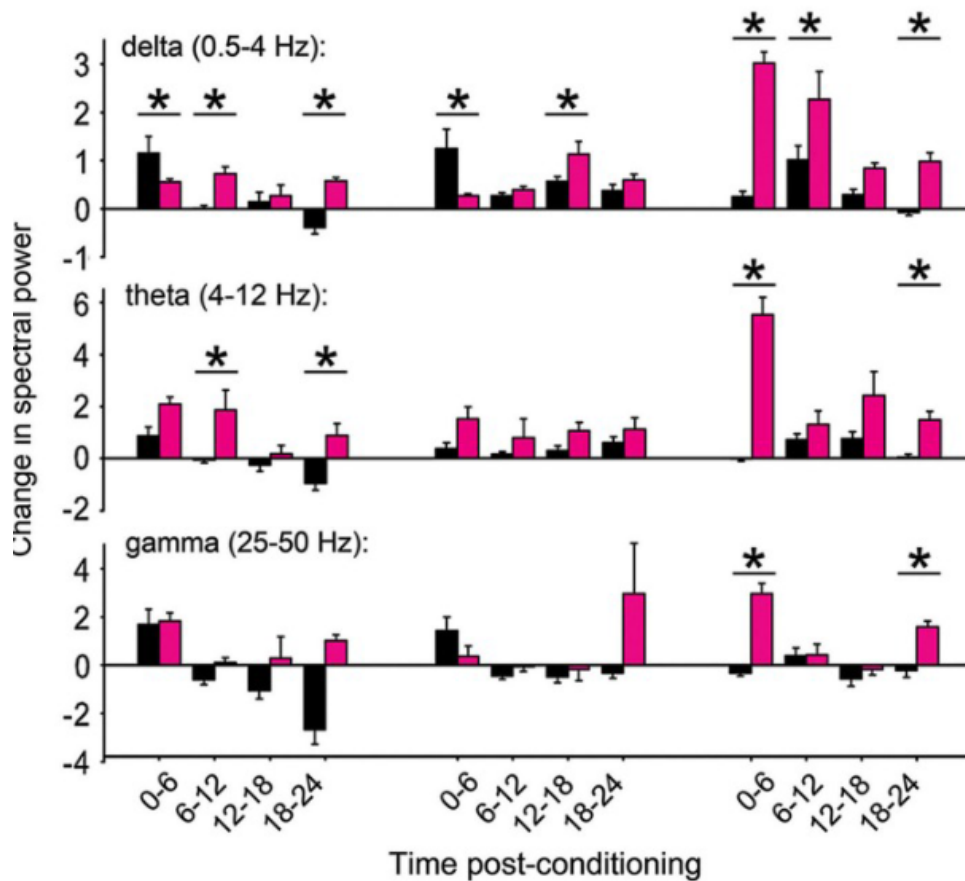 delta (0.5-4 Hz):
* * * * * * * *
3
2
1
0
-1
theta (4-12 Hz):
* * * *
6
4
2
0
-2
gamma (25-50 Hz):
* *
4
2
0
-2
-4
Change in spectral power
0-6 6-12 12-18 18-24 0-6 6-12 12-18 18-24 0-6 6-12 12-18 18-24
Time post-conditioning